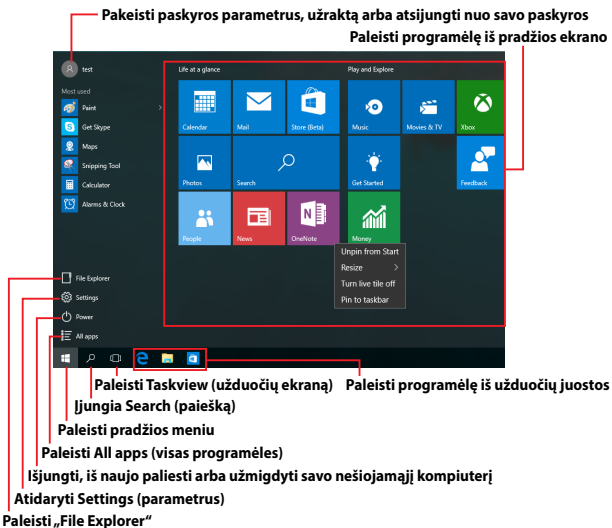 Pakeisti paskyros parametrus, užraktą arba atsijungti nuo savo paskyros
Paleisti programėlę iš pradžios ekrano
test
Life at a glance
Play and Explore
Most used
Paint
Get Skype
Maps
Snipping Tool
Calculator
Alarms & Clock
Calendar
Mail
Store (Beta)
Music
Movies & TV
Xbox
Photos
Search
Get Started
Feedback
People
News
OneNote
Money
Unpin from Start
Resize
Turn live tile off
Pin to taskbar
File Explorer
Settings
Power
All apps
Paleisti Taskview (užduočių ekraną)
Paleisti programėlę iš užduočių juostos
Įjungia Search (paiešką)
Paleisti pradžios meniu
Paleisti All apps (visas programėles)
Išjungti, iš naujo paliesti arba užmigdyti savo nešiojamąjį kompiuterį
Atidaryti Settings (parametrus)
Paleisti „File Explorer“